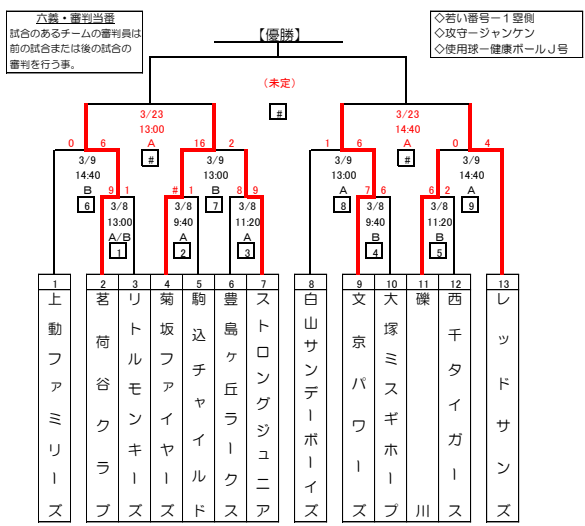 六義・審判当番
試合のあるチームの審判員は
前の試合または後の試合の
審判を行う事。
【優勝】
◇若い番号－1塁側
◇攻守－ジャンケン
◇使用球－健康ボールＪ号
(未定)
#
3/23
13:00
A
#
3/23
14:40
A
#
0 6
3/9
14:40
B
6
16 2
3/9
13:00
B
7
1 6
3/9
13:00
A
8
0 4
3/9
14:40
A
9
9 1
3/8
13:00
A/B
1
# 1
3/8
9:40
A
2
8 9
3/8
11:20
A
3
7 6
3/8
9:40
B
4
6 2
3/8
11:20
B
5
1 上動ファミリーズ
2 茗荷谷クラブ
3 リトルモンキーズ
4 菊坂ファイヤーズ
5 駒込チャイルド
6 豊島ヶ丘ラークス
7 ストロングジュニア
8 白山サンデーボーイズ
9 文京パワーズ
10 大塚ミスギホープ
11 礫川
12 西千タイガース
13 レッドサンズ